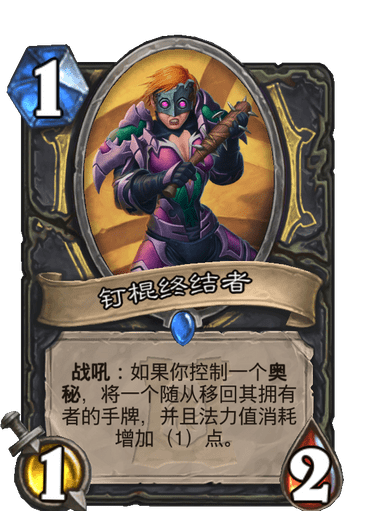 1
钉棍终结者
战吼：如果你控制一个奥
秘，将一个随从移回其拥有
者的手牌，并且法力值消耗
增加（1）点。
1
2